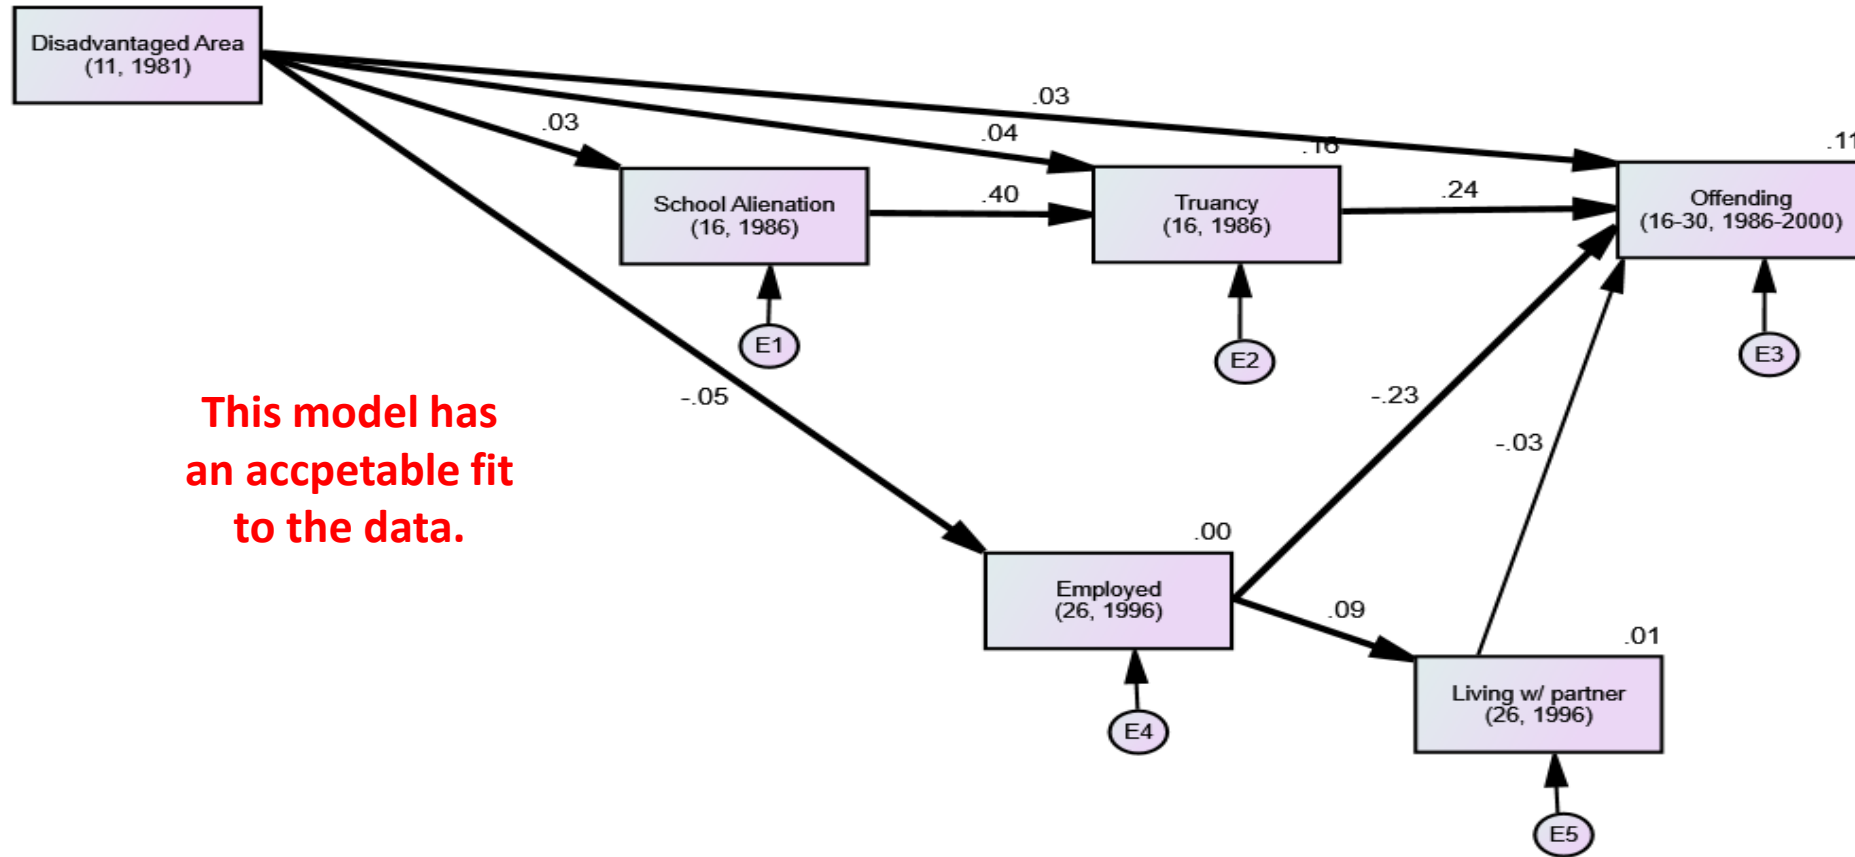 Disadvantaged Area
(11, 1981)
.03
.03
.04
.16
.11
School Alienation
(16, 1986)
.40
Truancy
(16, 1986)
.24
Offending
(16-30, 1986-2000)
E1
E2
E3
-.05
-.23
-.03
This model has
an accpetable fit
to the data.
.00
Employed
(26, 1996)
.09
.01
Living w/ partner
(26, 1996)
E4
E5